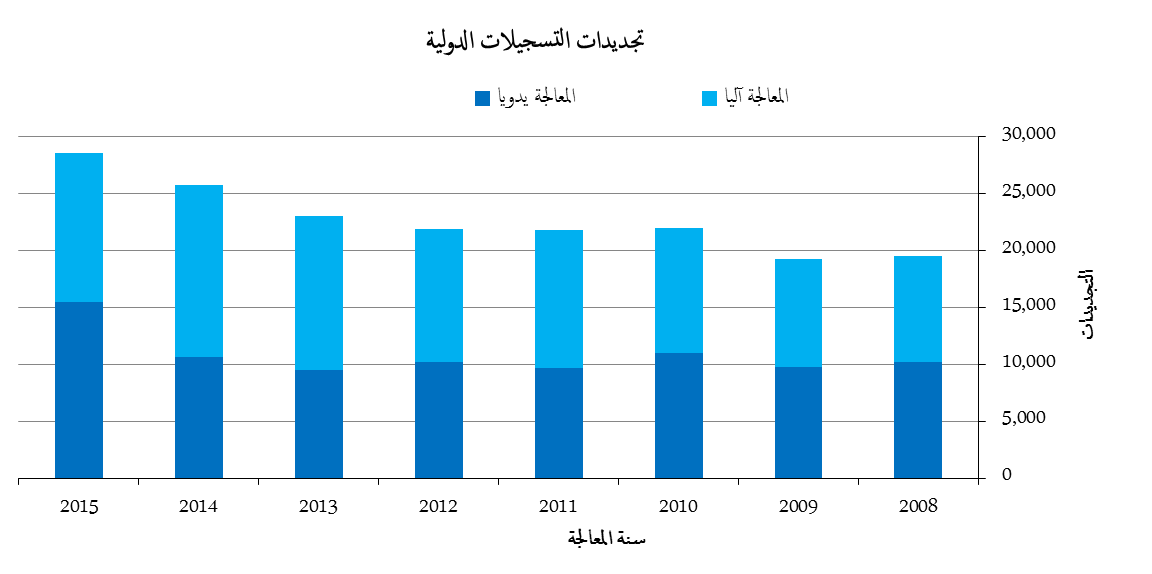 تجديدات التسجيلات الدولية
المعالجة آليا
المعالجة يدويا
30,000
25,000
20,000
15,000
10,000
5,000
0
التجديدات
2015 2014 2013 2012 2011 2010 2009 2008
سنة المعالجة